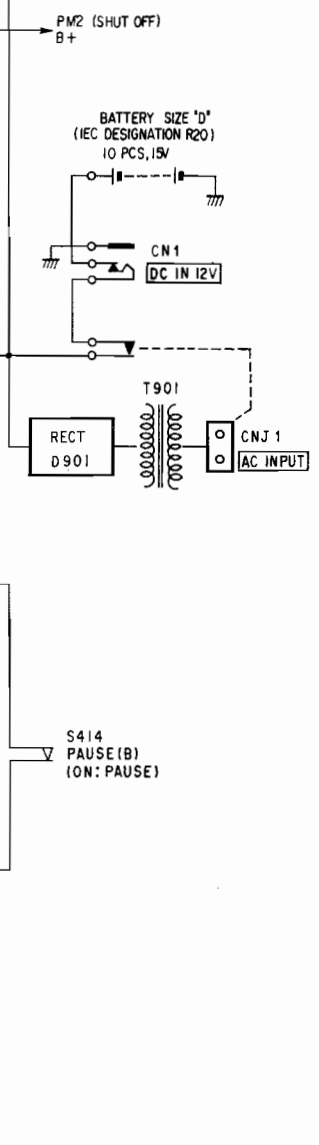 PM2 (SHUT OFF)
B+
BATTERY SIZE "D"
(IEC DESIGNATION R20)
10 PCS,15V
CN1
DC IN 12V
T901
RECT
D901
CNJ 1
AC INPUT
S414
PAUSE(B)
(ON: PAUSE)